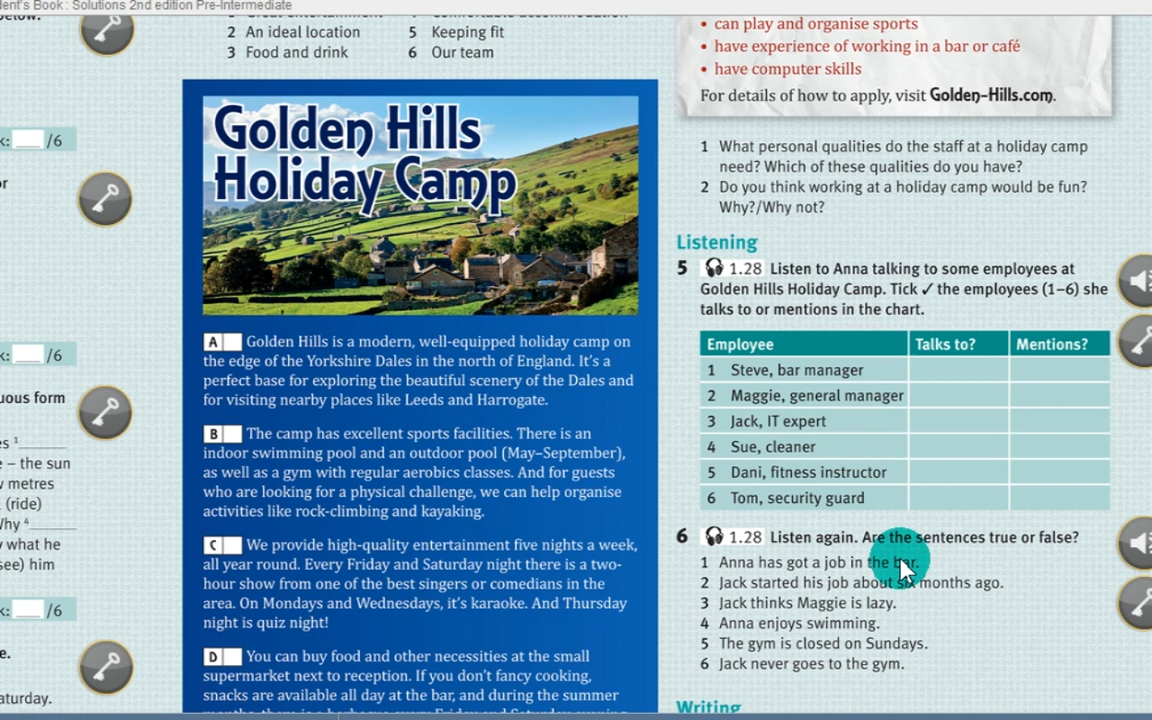 dent's Book : Solutions 2nd edition Pre-Intermediate
below.
2 An ideal location
3 Food and drink
5 Keeping fit
6 Our team
k: /6
or
k: /6
uous form
es 1
e – the sun
w metres
(ride)
Why 4
y what he
see) him
k: /6
e.
aturday.
Golden Hills
Holiday Camp
A Golden Hills is a modern, well-equipped holiday camp on
the edge of the Yorkshire Dales in the north of England. It's a
perfect base for exploring the beautiful scenery of the Dales and
for visiting nearby places like Leeds and Harrogate.
B The camp has excellent sports facilities. There is an
indoor swimming pool and an outdoor pool (May–September),
as well as a gym with regular aerobics classes. And for guests
who are looking for a physical challenge, we can help organise
activities like rock-climbing and kayaking.
C We provide high-quality entertainment five nights a week,
all year round. Every Friday and Saturday night there is a two-
hour show from one of the best singers or comedians in the
area. On Mondays and Wednesdays, it's karaoke. And Thursday
night is quiz night!
D You can buy food and other necessities at the small
supermarket next to reception. If you don't fancy cooking,
snacks are available all day at the bar, and during the summer
• can play and organise sports
• have experience of working in a bar or café
• have computer skills
For details of how to apply, visit Golden-Hills.com.
1 What personal qualities do the staff at a holiday camp
need? Which of these qualities do you have?
2 Do you think working at a holiday camp would be fun?
Why?/Why not?
Listening
5 1.28 Listen to Anna talking to some employees at
Golden Hills Holiday Camp. Tick ✓ the employees (1–6) she
talks to or mentions in the chart.
Employee Talks to? Mentions?
1 Steve, bar manager
2 Maggie, general manager
3 Jack, IT expert
4 Sue, cleaner
5 Dani, fitness instructor
6 Tom, security guard
6 1.28 Listen again. Are the sentences true or false?
1 Anna has got a job in the bar.
2 Jack started his job about six months ago.
3 Jack thinks Maggie is lazy.
4 Anna enjoys swimming.
5 The gym is closed on Sundays.
6 Jack never goes to the gym.
Writing